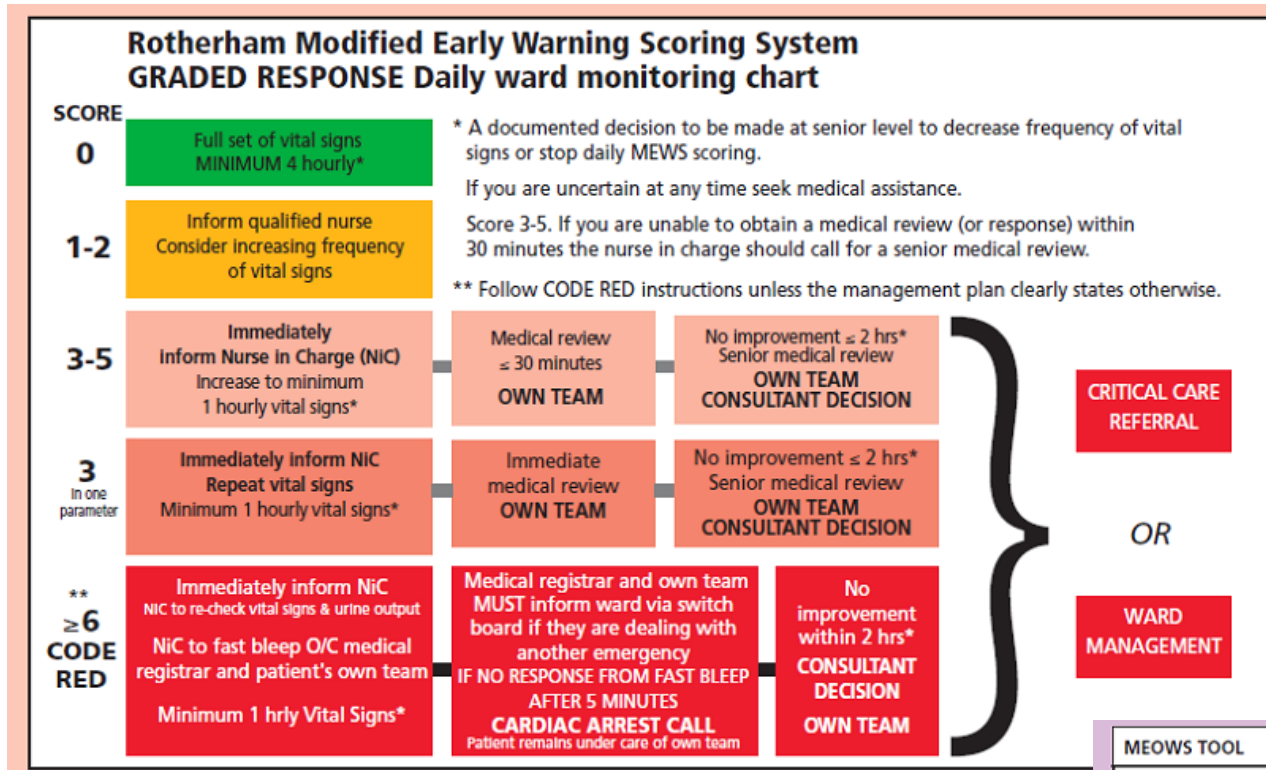 Rotherham Modified Early Warning Scoring System
GRADED RESPONSE Daily ward monitoring chart
SCORE
0
Full set of vital signs
MINIMUM 4 hourly*
* A documented decision to be made at senior level to decrease frequency of vital
signs or stop daily MEWS scoring.
If you are uncertain at any time seek medical assistance.
Score 3-5. If you are unable to obtain a medical review (or response) within
30 minutes the nurse in charge should call for a senior medical review.
** Follow CODE RED instructions unless the management plan clearly states otherwise.
1-2
Inform qualified nurse
Consider increasing frequency
of vital signs
3-5
Immediately
inform Nurse in Charge (NiC)
Increase to minimum
1 hourly vital signs*
Medical review
≤ 30 minutes
OWN TEAM
No improvement ≤ 2 hrs*
Senior medical review
OWN TEAM
CONSULTANT DECISION
3
in one
parameter
Immediately inform NiC
Repeat vital signs
Minimum 1 hourly vital signs*
Immediate
medical review
OWN TEAM
No improvement ≤ 2 hrs*
Senior medical review
OWN TEAM
CONSULTANT DECISION
**
≥6
CODE
RED
Immediately inform NiC
NiC to re-check vital signs & urine output
NiC to fast bleep O/C medical
registrar and patient's own team
Minimum 1 hrly Vital Signs*
Medical registrar and own team
MUST inform ward via switch
board if they are dealing with
another emergency
IF NO RESPONSE FROM FAST BLEEP
AFTER 5 MINUTES
CARDIAC ARREST CALL
Patient remains under care of own team
No
improvement
within 2 hrs*
CONSULTANT
DECISION
OWN TEAM
CRITICAL CARE
REFERRAL
OR
WARD
MANAGEMENT
MEOWS TOOL